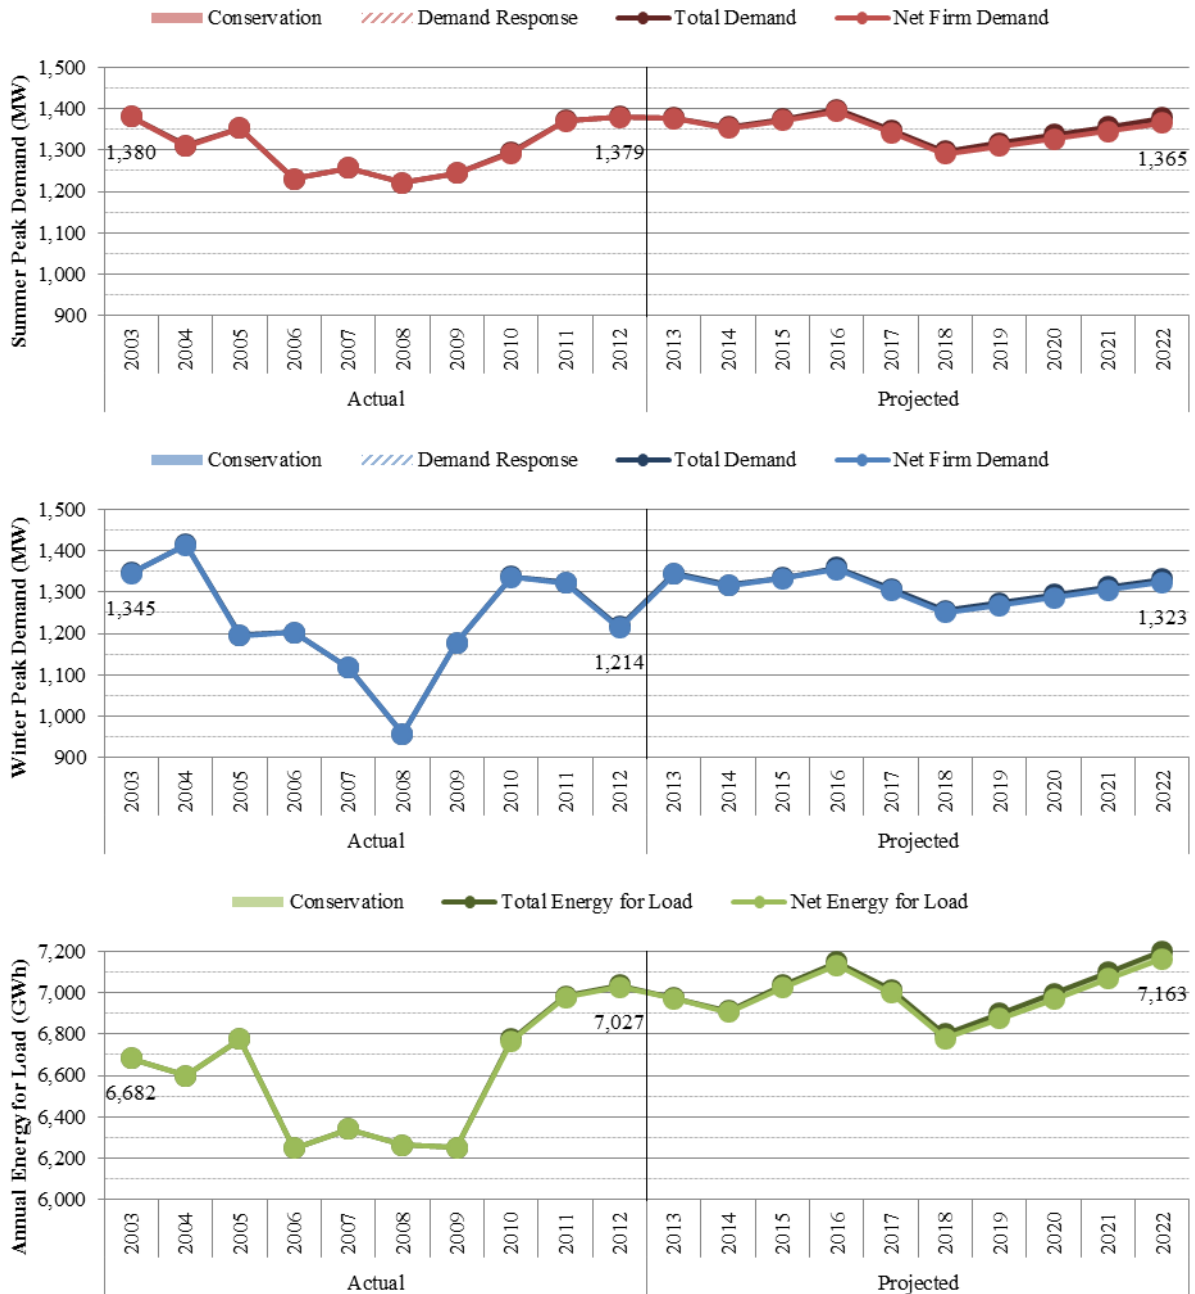 Conservation Demand Response Total Demand Net Firm Demand
Summer Peak Demand (MW)
1,500
1,400
1,300
1,200
1,100
1,000
900
1,380
1,379
1,365
2003 2004 2005 2006 2007 2008 2009 2010 2011 2012 2013 2014 2015 2016 2017 2018 2019 2020 2021 2022
Actual Projected
Conservation Demand Response Total Demand Net Firm Demand
Winter Peak Demand (MW)
1,500
1,400
1,300
1,200
1,100
1,000
900
1,345
1,214
1,323
2003 2004 2005 2006 2007 2008 2009 2010 2011 2012 2013 2014 2015 2016 2017 2018 2019 2020 2021 2022
Actual Projected
Conservation Total Energy for Load Net Energy for Load
Annual Energy for Load (GWh)
7,200
7,000
6,800
6,600
6,400
6,200
6,000
6,682
7,027
7,163
2003 2004 2005 2006 2007 2008 2009 2010 2011 2012 2013 2014 2015 2016 2017 2018 2019 2020 2021 2022
Actual Projected